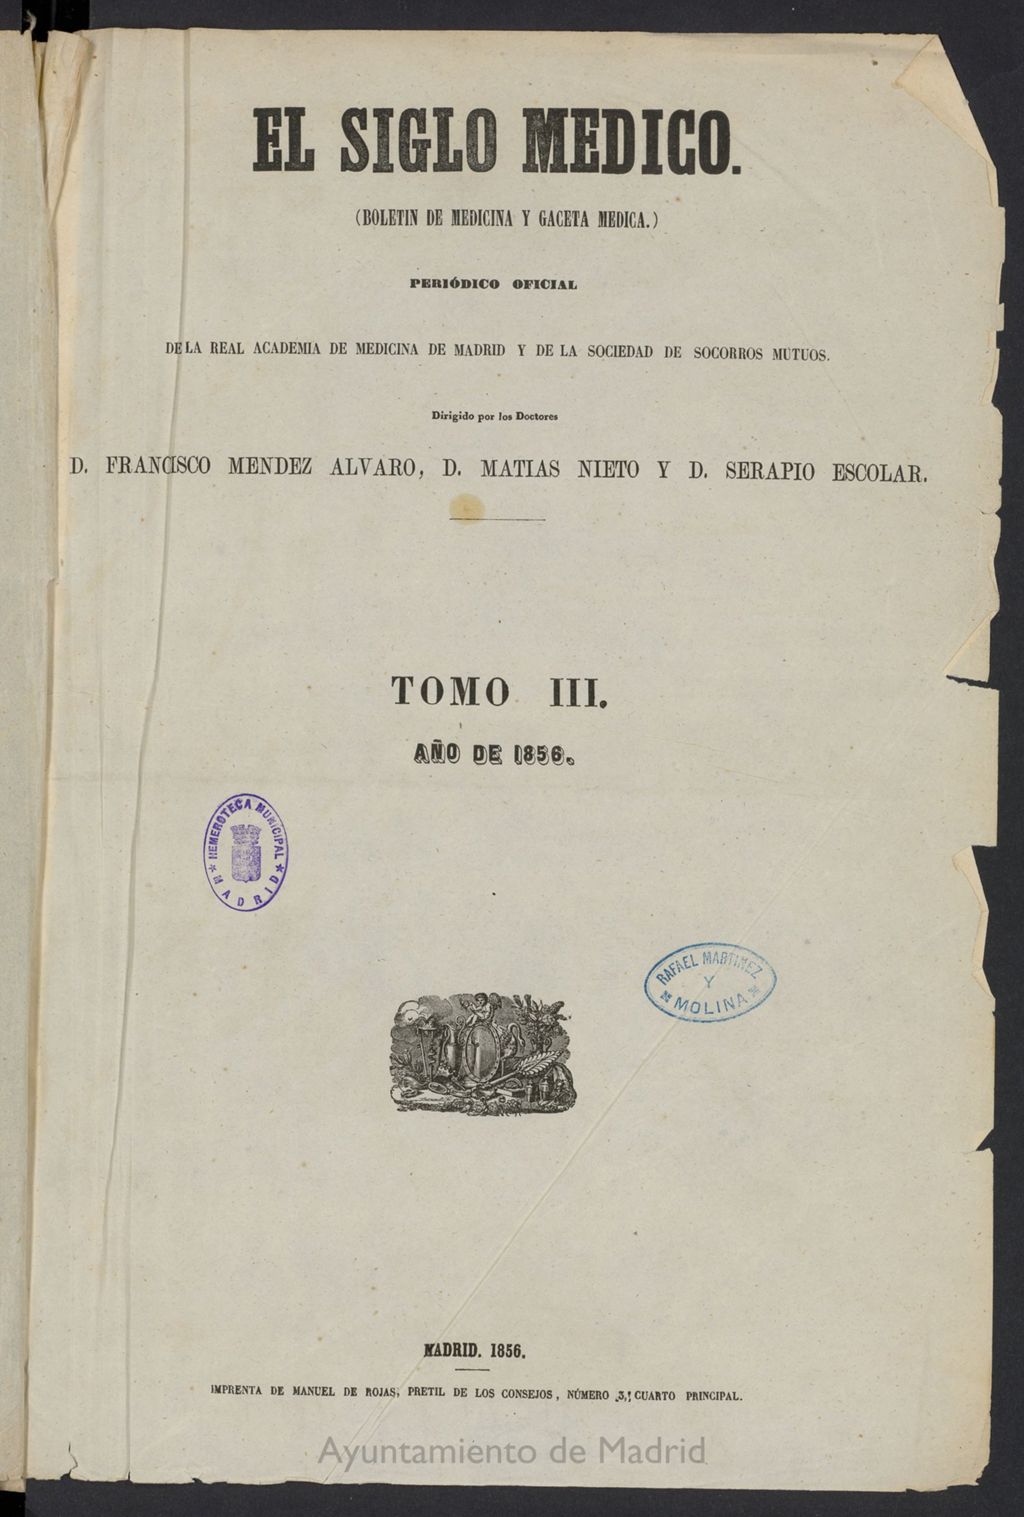 EL SIGLO MEDICO.
(BOLETIN DE MEDICINA Y GACETA MEDICA.)
PERIÓDICO OFICIAL
DE LA REAL ACADEMIA DE MEDICINA DE MADRID Y DE LA SOCIEDAD DE SOCORROS MUTUOS.
Dirigido por los Doctores
D. FRANCISCO MENDEZ ALVARO, D. MATIAS NIETO Y D. SERAPIO ESCOLAR.
TOMO III.
AÑO DE 1856.
HEMEROTECA MUNICIPAL
* MADRID *
RAFAEL MARTINEZ
Y
MOLINA
MADRID. 1856.
IMPRENTA DE MANUEL DE ROJAS, PRETIL DE LOS CONSEJOS, NÚMERO 3, CUARTO PRINCIPAL.
Ayuntamiento de Madrid